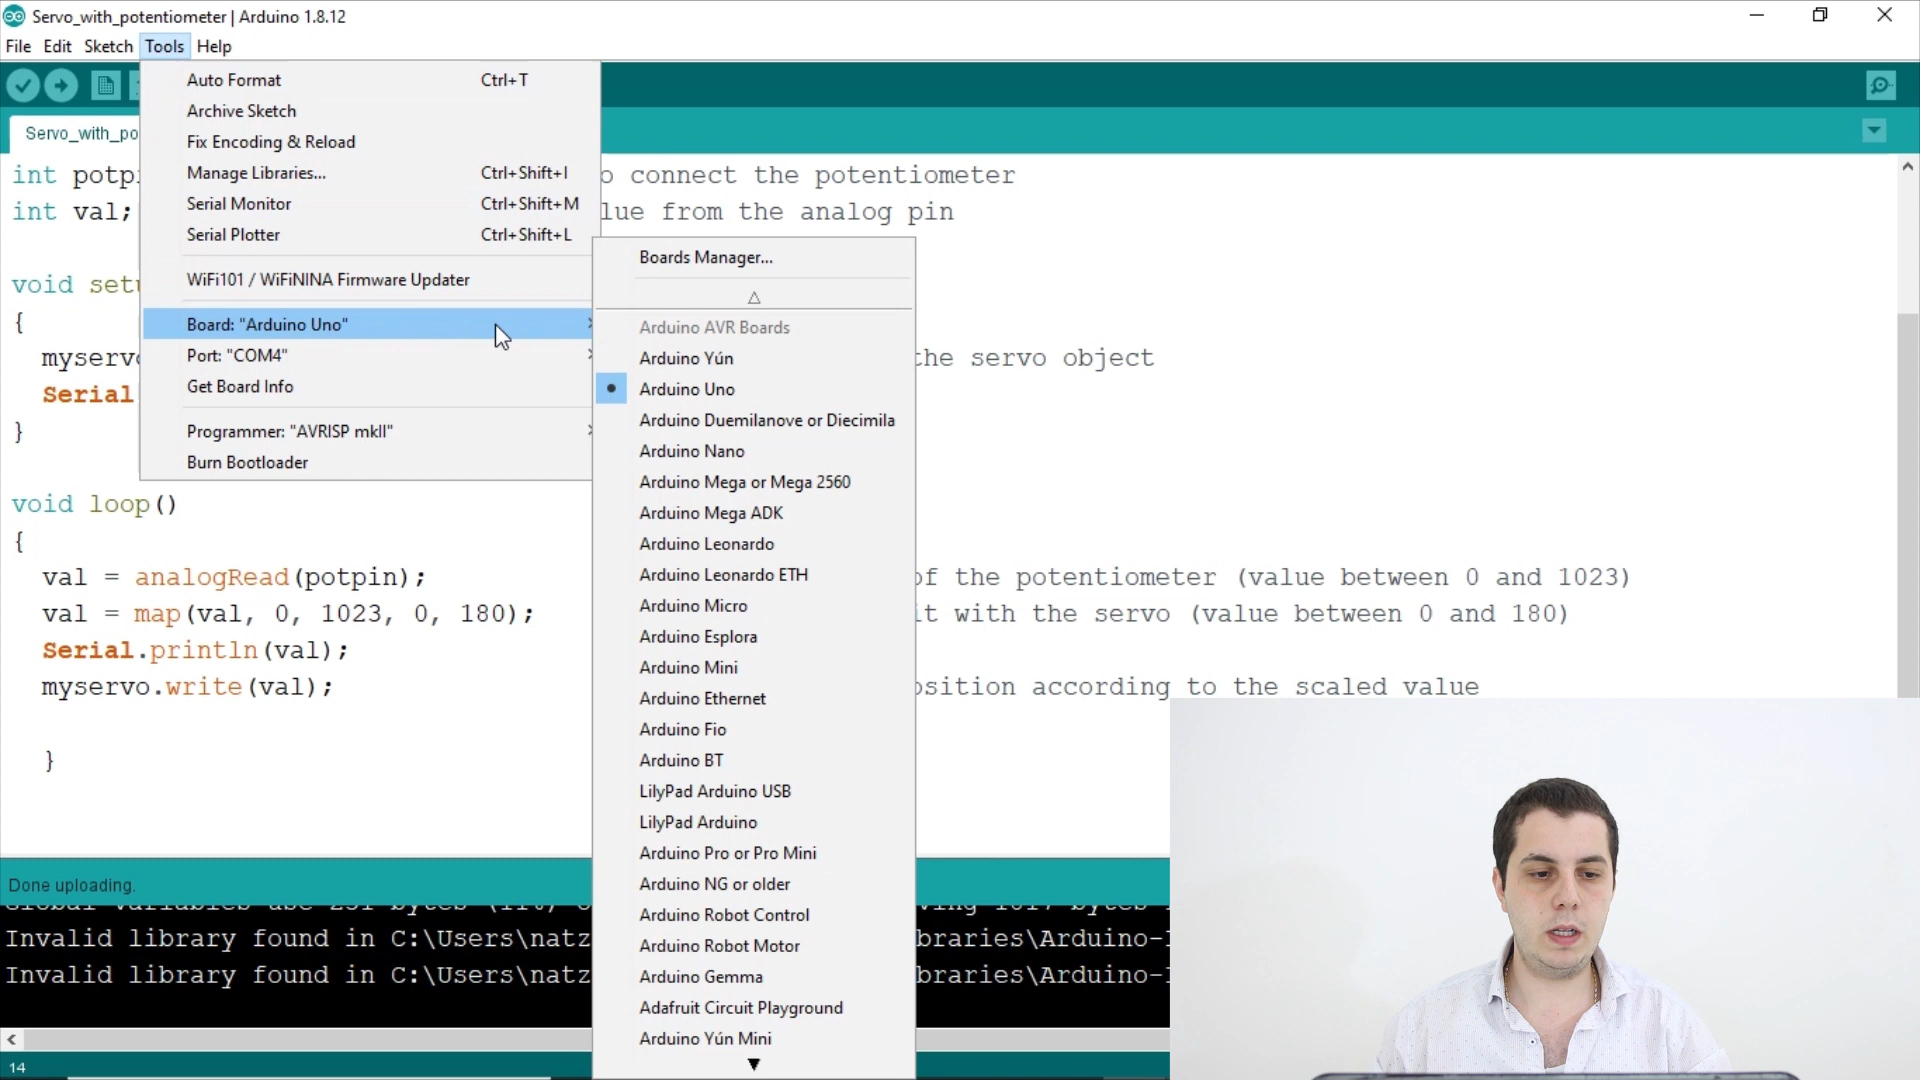 Servo_with_potentiometer | Arduino 1.8.12
File Edit Sketch Tools Help
Servo_with_po
Auto Format Ctrl+T
Archive Sketch
Fix Encoding & Reload
Manage Libraries... Ctrl+Shift+I
Serial Monitor Ctrl+Shift+M
Serial Plotter Ctrl+Shift+L
WiFi101 / WiFiNINA Firmware Updater
Board: "Arduino Uno"
Port: "COM4"
Get Board Info
Programmer: "AVRISP mkII"
Burn Bootloader
Boards Manager...
Arduino AVR Boards
Arduino Yún
Arduino Uno
Arduino Duemilanove or Diecimila
Arduino Nano
Arduino Mega or Mega 2560
Arduino Mega ADK
Arduino Leonardo
Arduino Leonardo ETH
Arduino Micro
Arduino Esplora
Arduino Mini
Arduino Ethernet
Arduino Fio
Arduino BT
LilyPad Arduino USB
LilyPad Arduino
Arduino Pro or Pro Mini
Arduino NG or older
Arduino Robot Control
Arduino Robot Motor
Arduino Gemma
Adafruit Circuit Playground
Arduino Yún Mini
int potp o connect the potentiometer
int val; lue from the analog pin
void setu
{
myservo the servo object
Serial
}
void loop()
{
val = analogRead(potpin); of the potentiometer (value between 0 and 1023)
val = map(val, 0, 1023, 0, 180); it with the servo (value between 0 and 180)
Serial.println(val);
myservo.write(val); osition according to the scaled value
}
Done uploading.
Invalid library found in C:\Users\natz braries\Arduino-
Invalid library found in C:\Users\natz braries\Arduino-
14